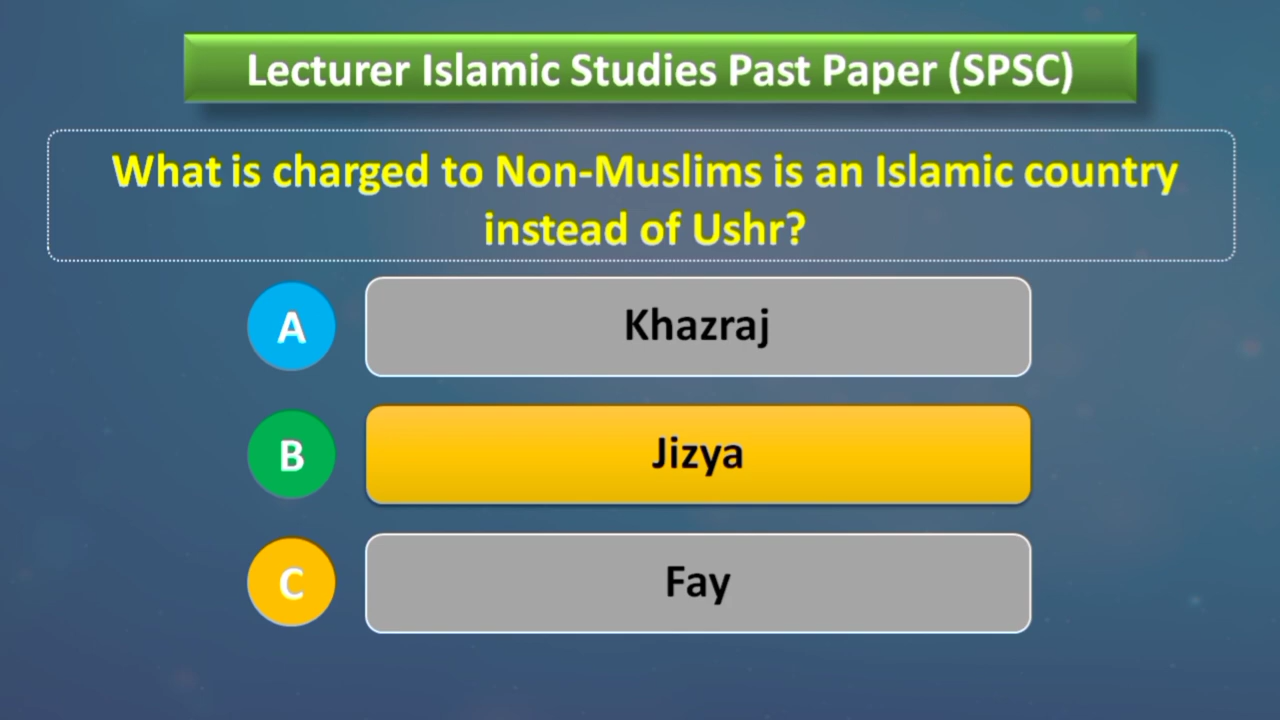 Lecturer Islamic Studies Past Paper (SPSC)
What is charged to Non-Muslims is an Islamic country
instead of Ushr?
A Khazraj
B Jizya
C Fay